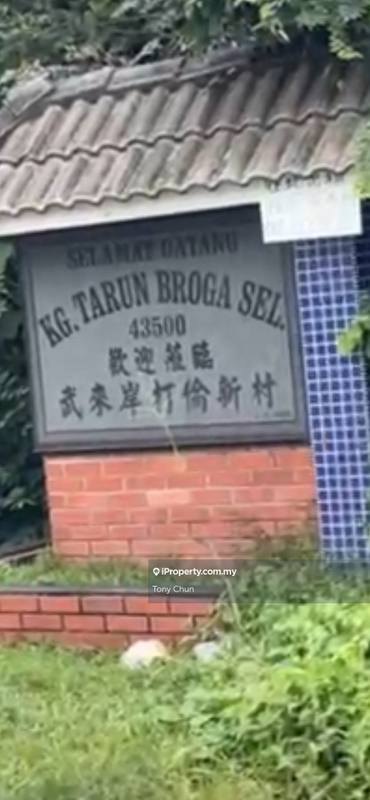 SELAMAT DATANG
KG. TARUN BROGA SEL.
43500
歡迎蒞臨
武來岸打倫新村
iProperty.com.my
Tony Chun